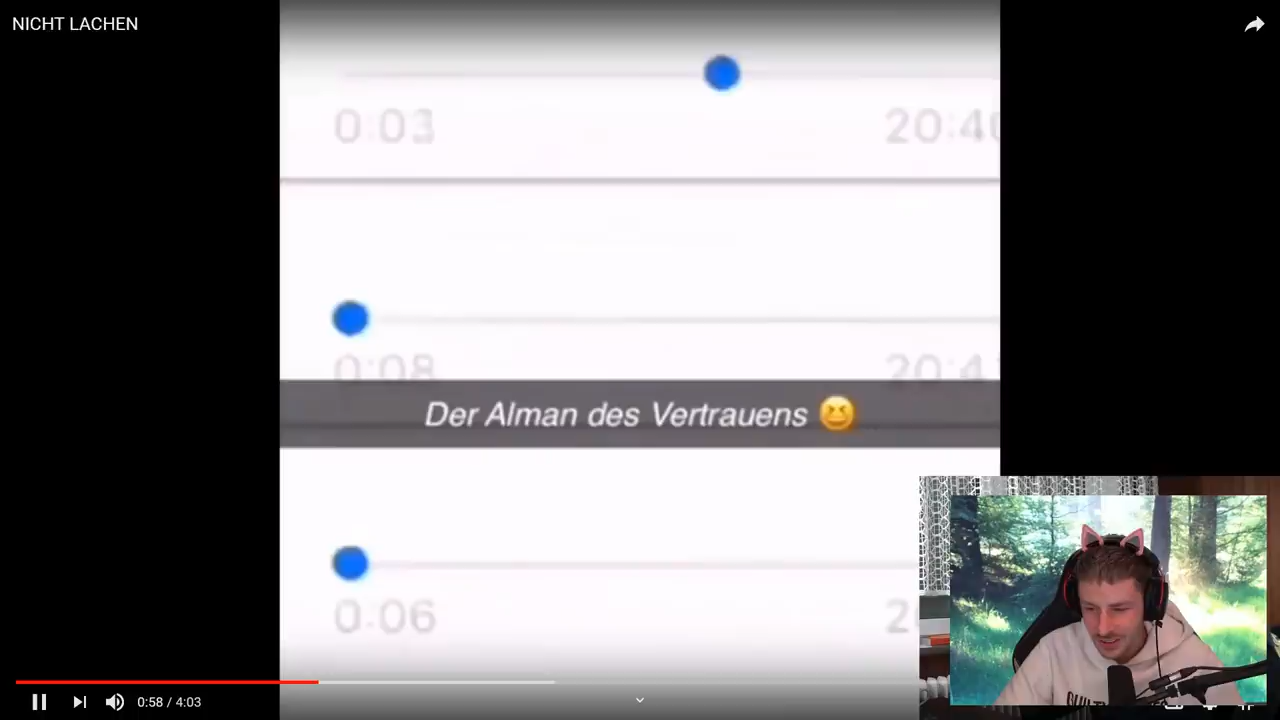 NICHT LACHEN
0:03
0:08
Der Alman des Vertrauens 😆
0:06
0:58 / 4:03